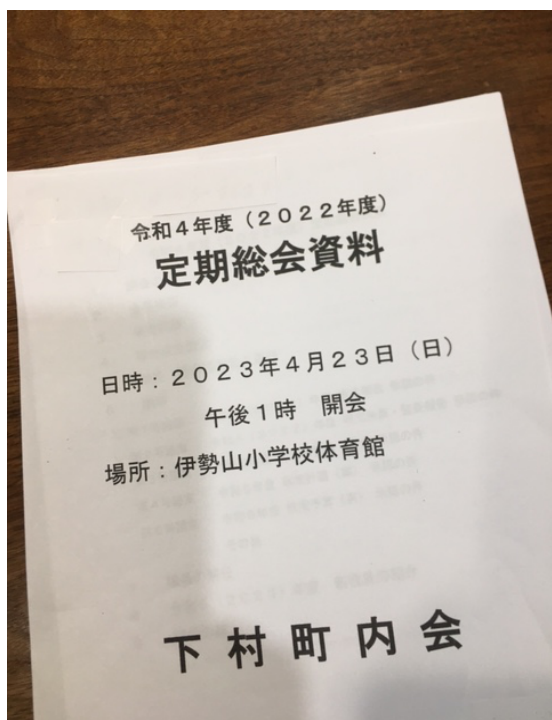 令和４年度（２０２２年度）
定期総会資料
日時：２０２３年４月２３日（日）
午後１時　開会
場所：伊勢山小学校体育館
下村町内会